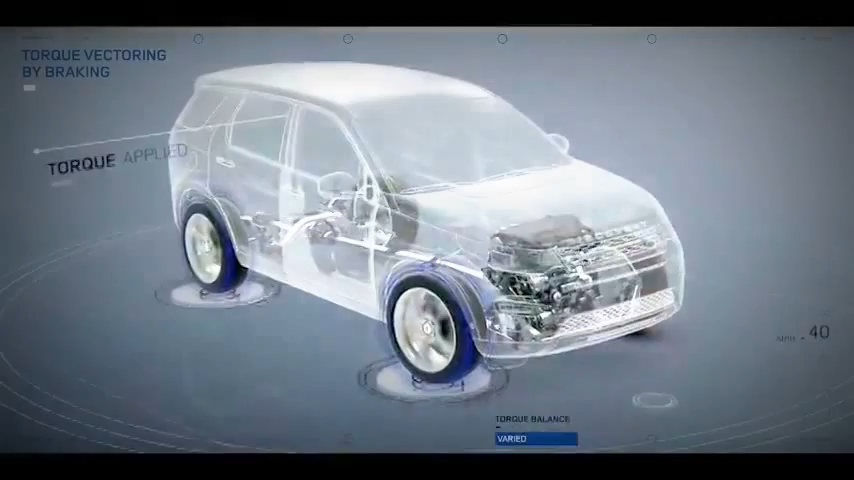 TORQUE VECTORING
BY BRAKING
TORQUE APPLIED
MPH 40
TORQUE BALANCE
VARIED